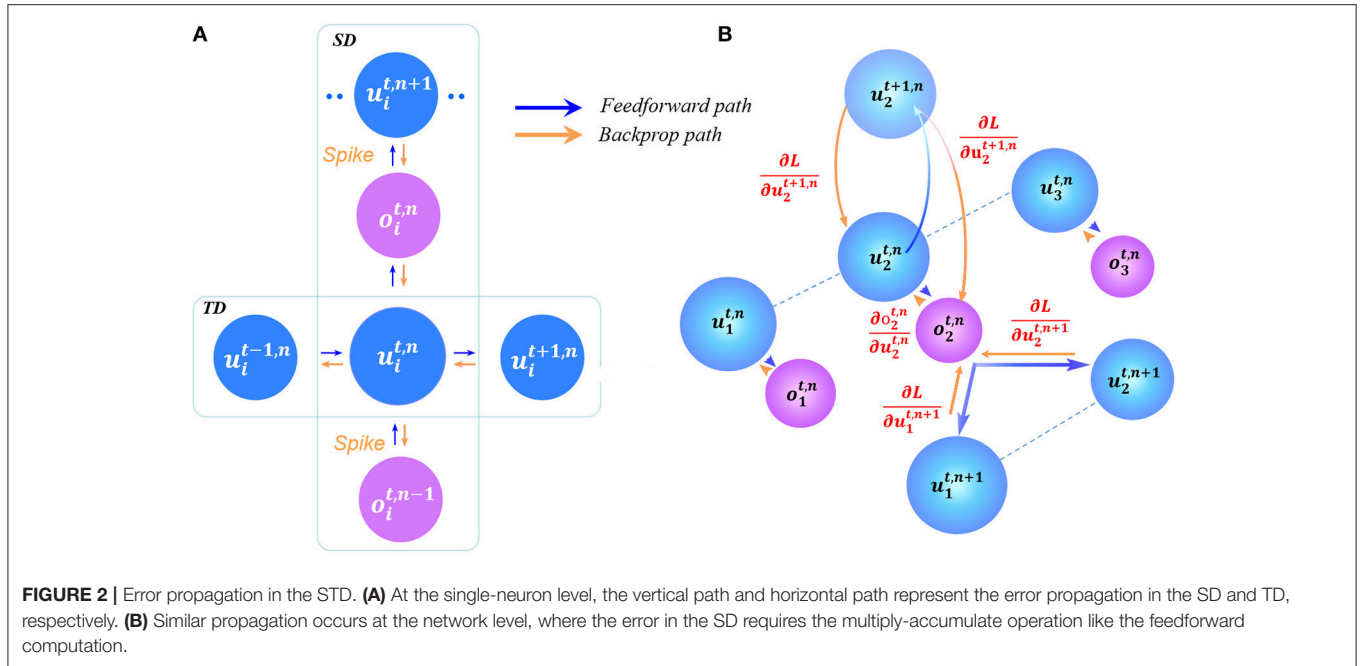 A
SD
u_i^{t,n+1}
Spike
o_i^{t,n}
TD
u_i^{t-1,n} u_i^{t,n} u_i^{t+1,n}
Spike
o_i^{t,n-1}
Feedforward path
Backprop path
B
u_2^{t+1,n}
∂L
∂u_2^{t+1,n}
∂L
∂u_2^{t+1,n}
u_3^{t,n}
u_2^{t,n}
o_3^{t,n}
u_1^{t,n}
∂o_2^{t,n}
∂u_2^{t,n}
o_2^{t,n}
∂L
∂u_2^{t,n+1}
o_1^{t,n}
u_2^{t,n+1}
∂L
∂u_1^{t,n+1}
u_1^{t,n+1}
FIGURE 2 | Error propagation in the STD. (A) At the single-neuron level, the vertical path and horizontal path represent the error propagation in the SD and TD,
respectively. (B) Similar propagation occurs at the network level, where the error in the SD requires the multiply-accumulate operation like the feedforward
computation.